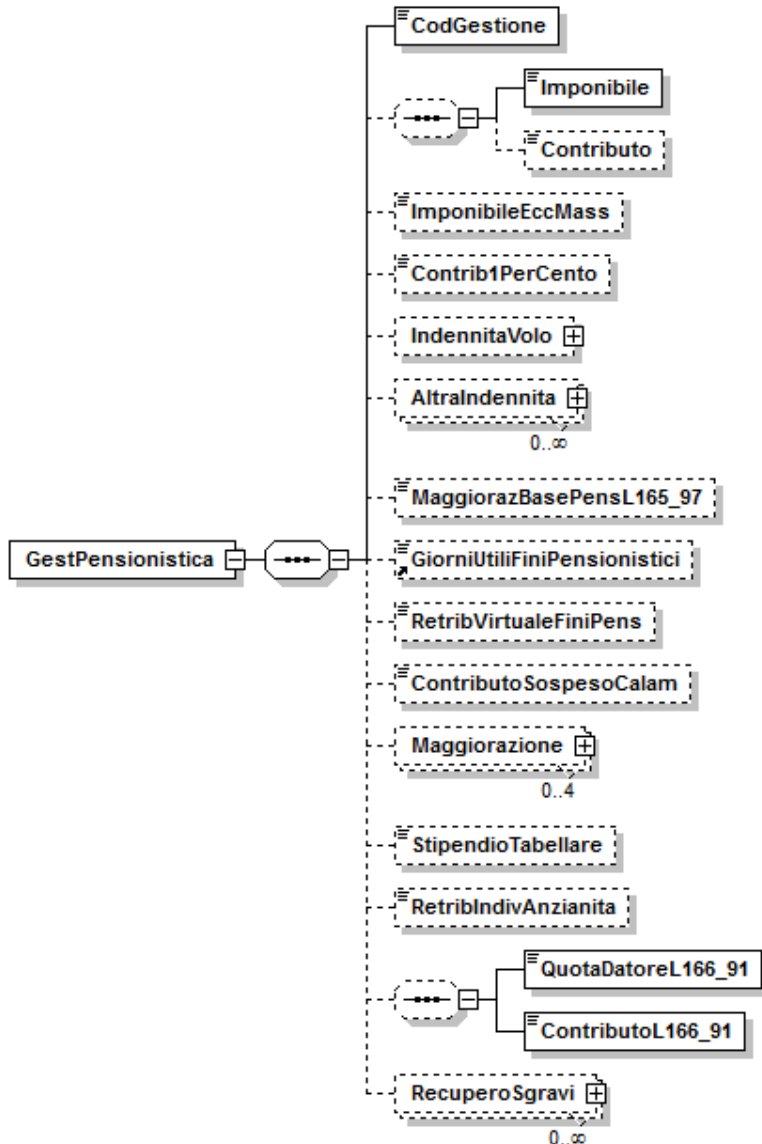 CodGestione
Imponibile
Contributo
ImponibileEccMass
Contrib1PerCento
IndennitaVolo
AltraIndennita
0..∞
MaggiorazBasePensL165_97
GestPensionistica
GiorniUtiliFiniPensionistici
RetribVirtualeFiniPens
ContributoSospesoCalam
Maggiorazione
0..4
StipendioTabellare
RetribIndivAnzianita
QuotaDatoreL166_91
ContributoL166_91
RecuperoSgravi
0..∞